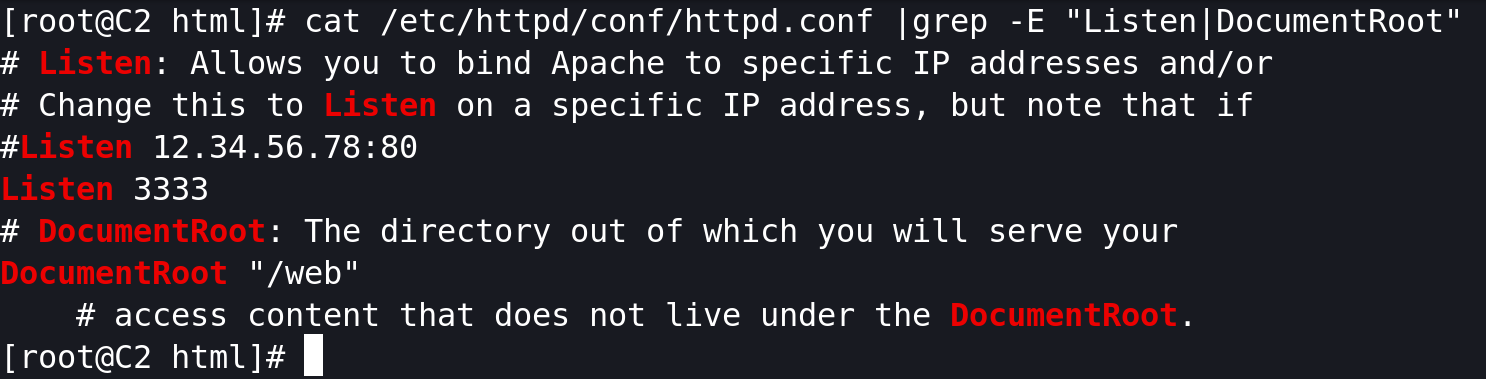 [root@C2 html]# cat /etc/httpd/conf/httpd.conf |grep -E "Listen|DocumentRoot"
# Listen: Allows you to bind Apache to specific IP addresses and/or
# Change this to Listen on a specific IP address, but note that if
#Listen 12.34.56.78:80
Listen 3333
# DocumentRoot: The directory out of which you will serve your
DocumentRoot "/web"
    # access content that does not live under the DocumentRoot.
[root@C2 html]#